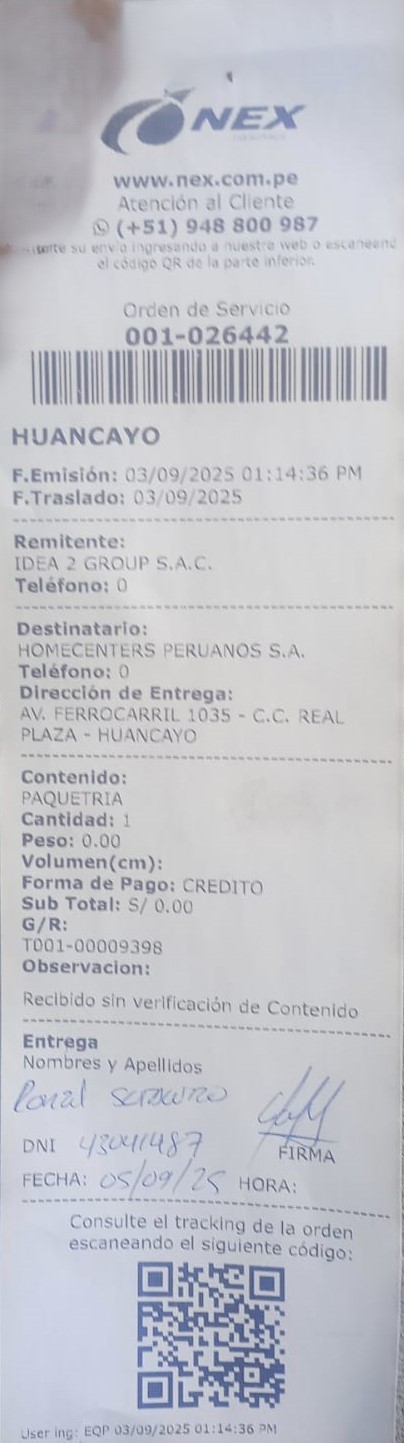 NEX
www.nex.com.pe
Atención al Cliente
(+51) 948 800 987
su envío ingresando a nuestra web o escaneand
el código QR de la parte inferior.
Orden de Servicio
001-026442
HUANCAYO
F.Emisión: 03/09/2025 01:14:36 PM
F.Traslado: 03/09/2025
Remitente:
IDEA 2 GROUP S.A.C.
Teléfono: 0
Destinatario:
HOMECENTERS PERUANOS S.A.
Teléfono: 0
Dirección de Entrega:
AV. FERROCARRIL 1035 - C.C. REAL
PLAZA - HUANCAYO
Contenido:
PAQUETRIA
Cantidad: 1
Peso: 0.00
Volumen(cm):
Forma de Pago: CREDITO
Sub Total: S/ 0.00
G/R:
T001-00009398
Observacion:
Recibido sin verificación de Contenido
Entrega
Nombres y Apellidos
DNI 43041487
FIRMA
FECHA: 05/09/25 HORA:
Consulte el tracking de la orden
escaneando el siguiente código:
User ing: EQP 03/09/2025 01:14:36 PM